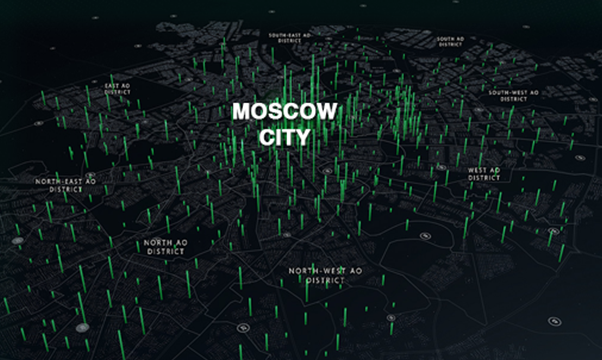 SOUTH-EAST AO
DISTRICT
SOUTH AO
DISTRICT
EAST AO
DISTRICT
SOUTH-WEST AO
DISTRICT
MOSCOW
CITY
WEST AO
DISTRICT
NORTH-EAST AO
DISTRICT
NORTH AO
DISTRICT
NORTH-WEST AO
DISTRICT